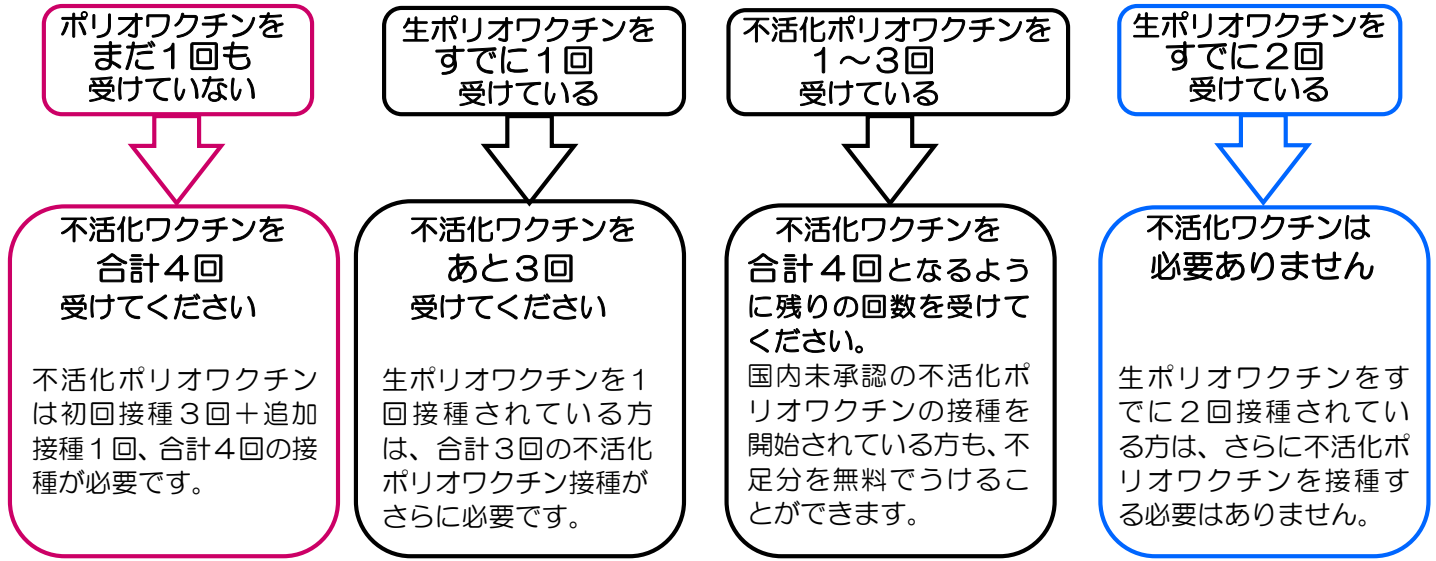 ポリオワクチンを
まだ１回も
受けていない
不活化ワクチンを
合計４回
受けてください
不活化ポリオワクチン
は初回接種３回＋追加
接種１回、合計４回の接
種が必要です。
生ポリオワクチンを
すでに１回
受けている
不活化ワクチンを
あと３回
受けてください
生ポリオワクチンを１
回接種されている方
は、合計３回の不活化
ポリオワクチン接種が
さらに必要です。
不活化ポリオワクチンを
１～３回
受けている
不活化ワクチンを
合計４回となるよう
に残りの回数を受けて
ください。
国内未承認の不活化ポ
リオワクチンの接種を
開始されている方も、不
足分を無料でうけるこ
とができます。
生ポリオワクチンを
すでに２回
受けている
不活化ワクチンは
必要ありません
生ポリオワクチンをす
でに２回接種されてい
る方は、さらに不活化ポ
リオワクチンを接種す
る必要はありません。